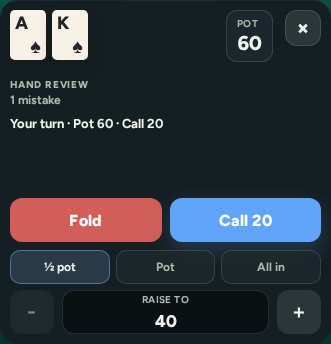 A K
POT
60
×
HAND REVIEW
1 mistake
Your turn · Pot 60 · Call 20
Fold
Call 20
½ pot
Pot
All in
RAISE TO
- 40 +